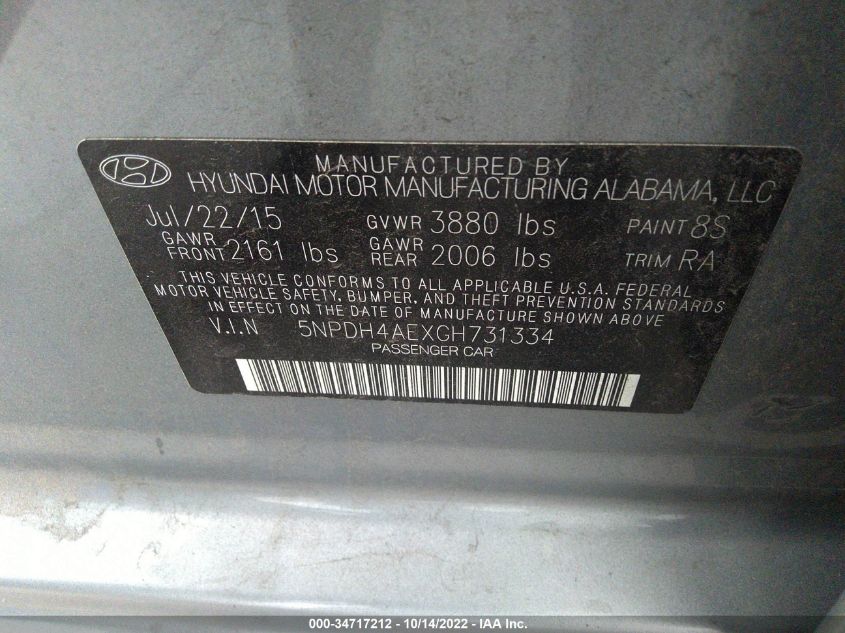 MANUFACTURED BY
HYUNDAI MOTOR MANUFACTURING ALABAMA, LLC
Jul/22/15 GVWR 3880 lbs PAINT 8S
GAWR FRONT 2161 lbs GAWR REAR 2006 lbs TRIM RA
THIS VEHICLE CONFORMS TO ALL APPLICABLE U.S.A. FEDERAL
MOTOR VEHICLE SAFETY, BUMPER, AND THEFT PREVENTION STANDARDS
IN EFFECT ON THE DATE OF MANUFACTURE SHOWN ABOVE
V.I.N 5NPDH4AEXGH731334
PASSENGER CAR
000-34717212 - 10/14/2022 - IAA Inc.